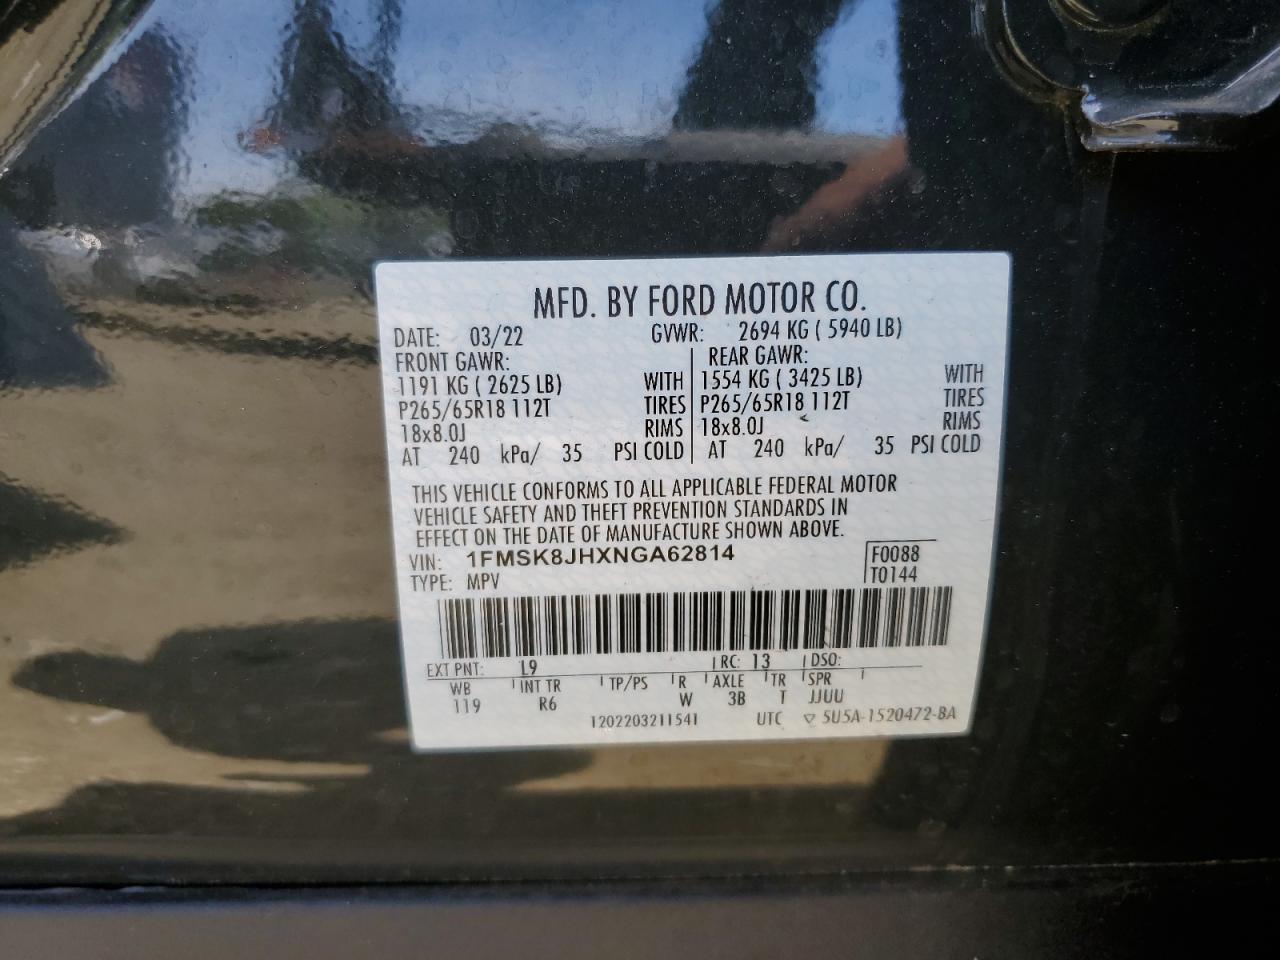 MFD. BY FORD MOTOR CO.
DATE: 03/22 GVWR: 2694 KG ( 5940 LB)
FRONT GAWR: REAR GAWR:
1191 KG ( 2625 LB) WITH 1554 KG ( 3425 LB) WITH
P265/65R18 112T TIRES P265/65R18 112T TIRES
18x8.0J RIMS 18x8.0J RIMS
AT 240 kPa/ 35 PSI COLD AT 240 kPa/ 35 PSI COLD
THIS VEHICLE CONFORMS TO ALL APPLICABLE FEDERAL MOTOR
VEHICLE SAFETY AND THEFT PREVENTION STANDARDS IN
EFFECT ON THE DATE OF MANUFACTURE SHOWN ABOVE.
VIN: 1FMSK8JHXNGA62814 F0088
TYPE: MPV T0144
EXT PNT: L9 RC: 13 DSO:
WB INT TR TP/PS R AXLE TR SPR
119 R6 W 3B T JJUU
1202203211541 UTC ▽ 5U5A-1520472-BA